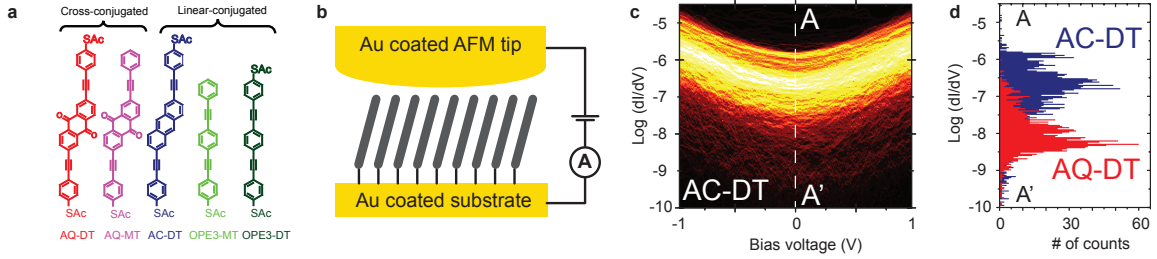 a
Cross-conjugated
Linear-conjugated
SAc
SAc
SAc
O
O
O
O
SAc
SAc
SAc
SAc
SAc
AQ-DT
AQ-MT
AC-DT
OPE3-MT
OPE3-DT
b
Au coated AFM tip
A
Au coated substrate
c
Log (dI/dV)
-5
-6
-7
-8
-9
-10
A
AC-DT
A'
-1
0
1
Bias voltage (V)
d
Log (dI/dV)
-5
-6
-7
-8
-9
-10
A
AC-DT
AQ-DT
A'
0
30
60
# of counts